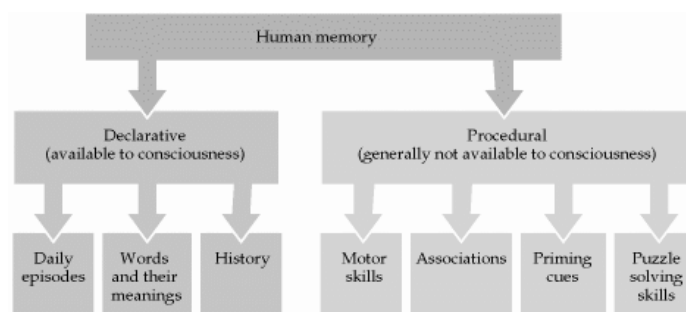 Human memory
Declarative
(available to consciousness)
Procedural
(generally not available to consciousness)
Daily
episodes
Words
and their
meanings
History
Motor
skills
Associations
Priming
cues
Puzzle
solving
skills